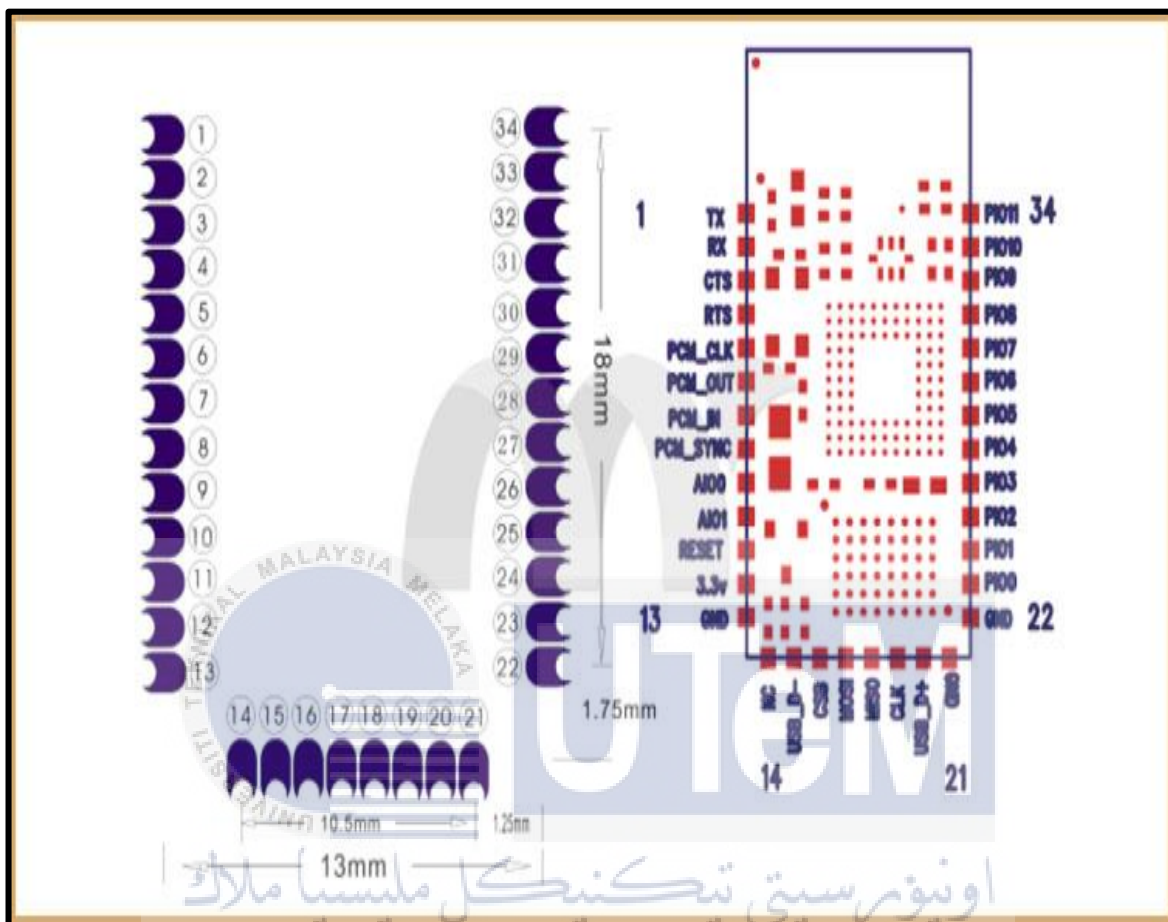 1
2
3
4
5
6
7
8
9
10
11
12
13
34
33
32
31
30
29
28
27
26
25
24
23
22
18mm
1.75mm
14 15 16 17 18 19 20 21
10.5mm 1.25mm
13mm
1 TX PIO11 34
RX PIO10
CTS PIO9
RTS PIO8
PCM_CLK PIO7
PCM_OUT PIO6
PCM_IN PIO5
PCM_SYNC PIO4
AIO0 PIO3
AIO1 PIO2
RESET PIO1
3.3v PIO0
13 GND GND 22
NC
USB_D-
CSB
MOSI
MISO
CLK
USB_D+
GND
14 21
UNIVERSITI TEKNIKAL MALAYSIA MELAKA
UTeM
اونيۏرسيتي تيكنيكل مليسيا ملاك